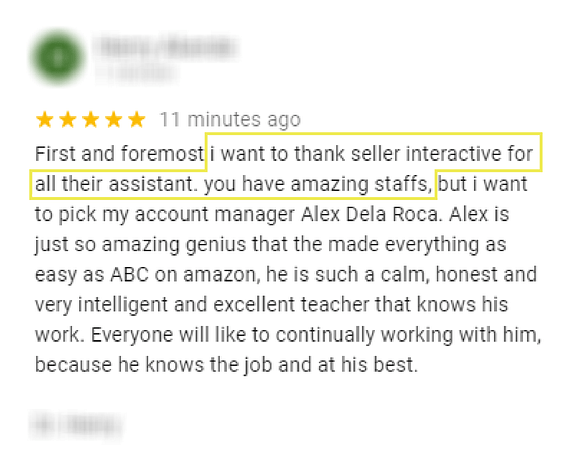 11 minutes ago
First and foremost i want to thank seller interactive for
all their assistant. you have amazing staffs, but i want
to pick my account manager Alex Dela Roca. Alex is
just so amazing genius that the made everything as
easy as ABC on amazon, he is such a calm, honest and
very intelligent and excellent teacher that knows his
work. Everyone will like to continually working with him,
because he knows the job and at his best.